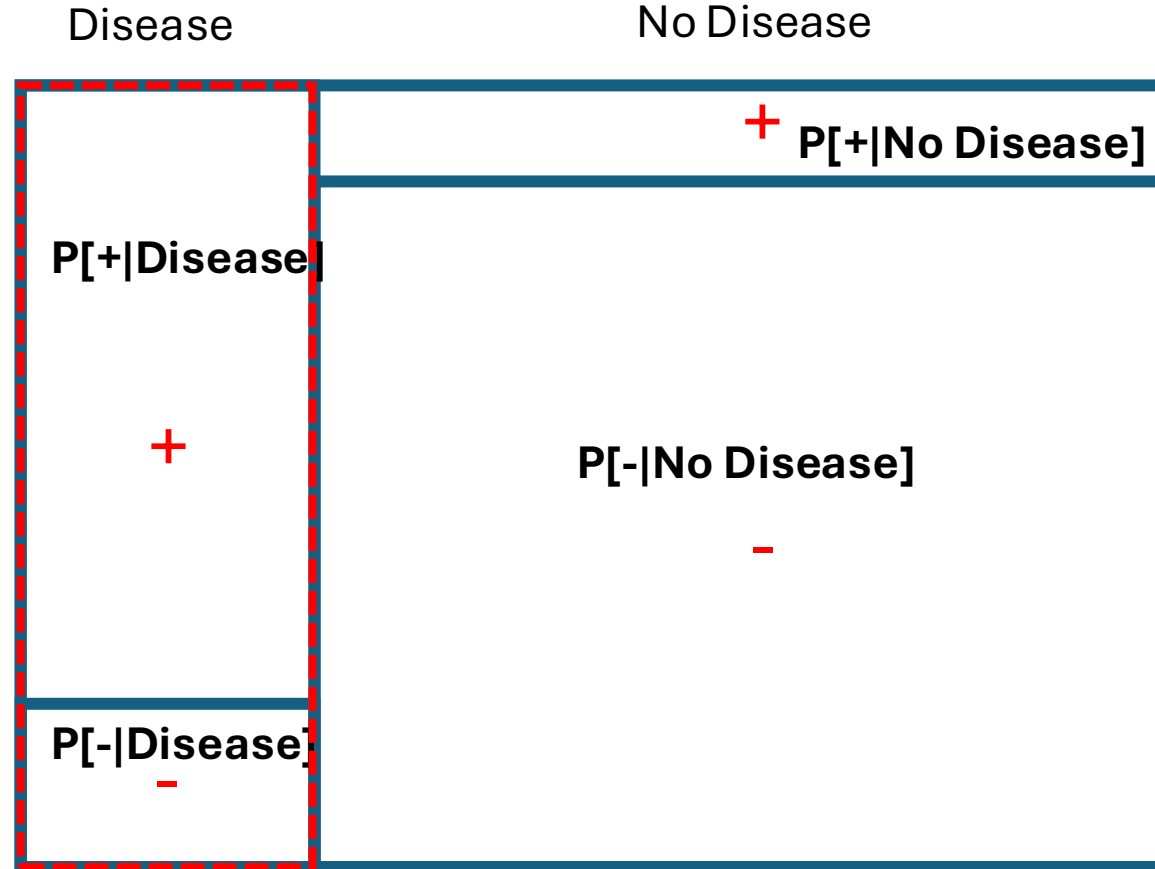 Disease
No Disease
+
P[+|No Disease]
P[+|Disease]
+
P[-|No Disease]
-
P[-|Disease]
-